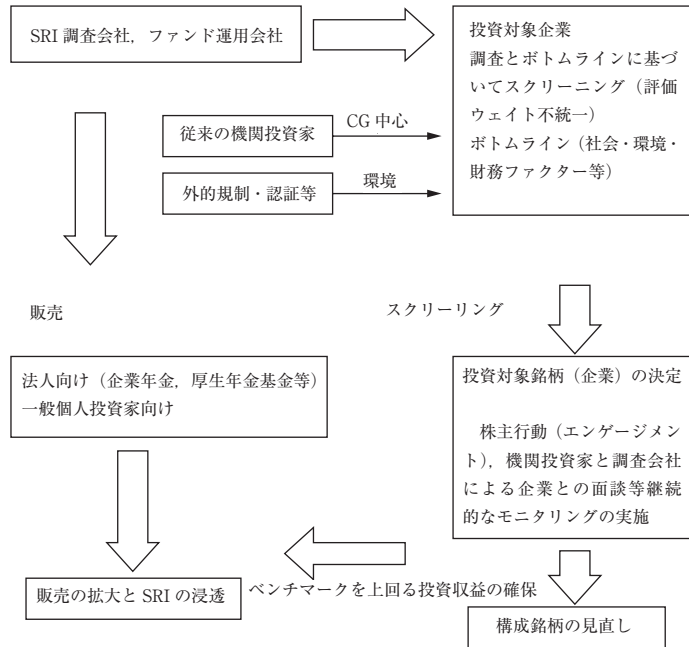 SRI 調査会社，ファンド運用会社
投資対象企業
調査とボトムラインに基づ
いてスクリーニング（評価
ウェイト不統一）
ボトムライン（社会・環境・
財務ファクター等）
従来の機関投資家
CG 中心
外的規制・認証等
環境
販売
スクリーリング
法人向け（企業年金，厚生年金基金等）
一般個人投資家向け
投資対象銘柄（企業）の決定
株主行動（エンゲージメン
ト），機関投資家と調査会社
による企業との面談等継続
的なモニタリングの実施
ベンチマークを上回る投資収益の確保
販売の拡大と SRI の浸透
構成銘柄の見直し